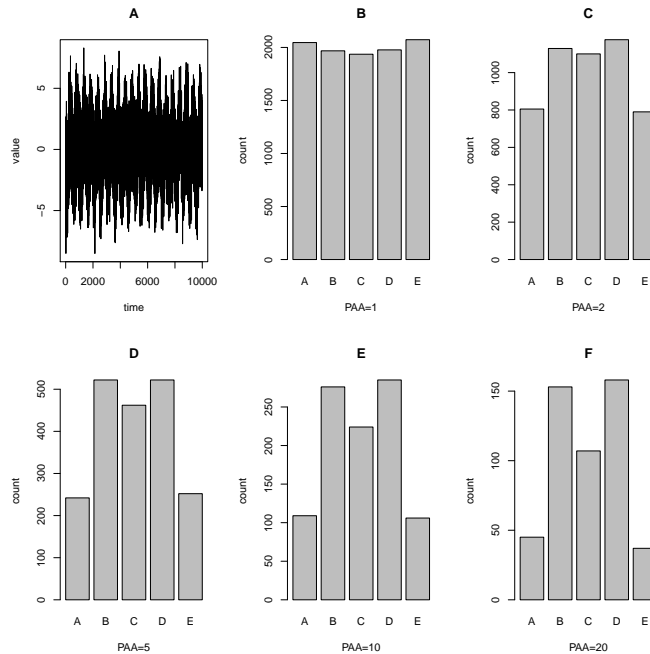 A
value
5
0
−5
0
2000
6000
10000
time
B
count
2000
1500
1000
500
0
A B C D E
PAA=1
C
count
1000
800
600
400
200
0
A B C D E
PAA=2
D
count
500
400
300
200
100
0
A B C D E
PAA=5
E
count
250
200
150
100
50
0
A B C D E
PAA=10
F
count
150
100
50
0
A B C D E
PAA=20